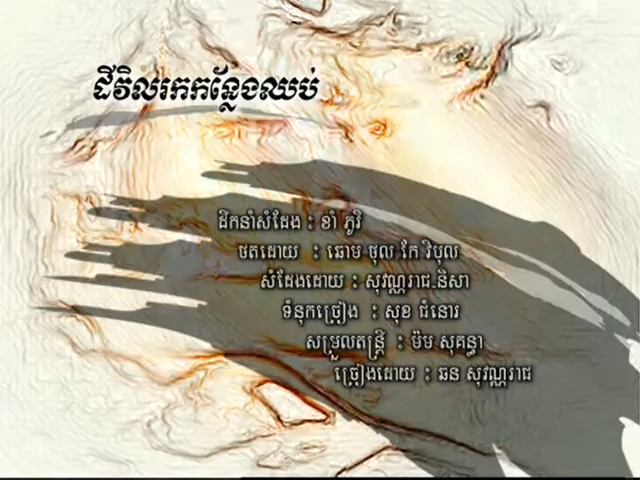 ដីវិលរកកន្លែងឈប់
ដឹកនាំសំដែង : ខាំ ភូរី
ថតដោយ : ឆោម ថុល កែ វិបុល
សំដែងដោយ : សុវណ្ណរាជ.និសា
ទំនុកច្រៀង : សុខ ជំនោរ
សម្រួលតន្ត្រី : ម៉ម.សុគន្ធា
ច្រៀងដោយ : ឆន សុវណ្ណរាជ